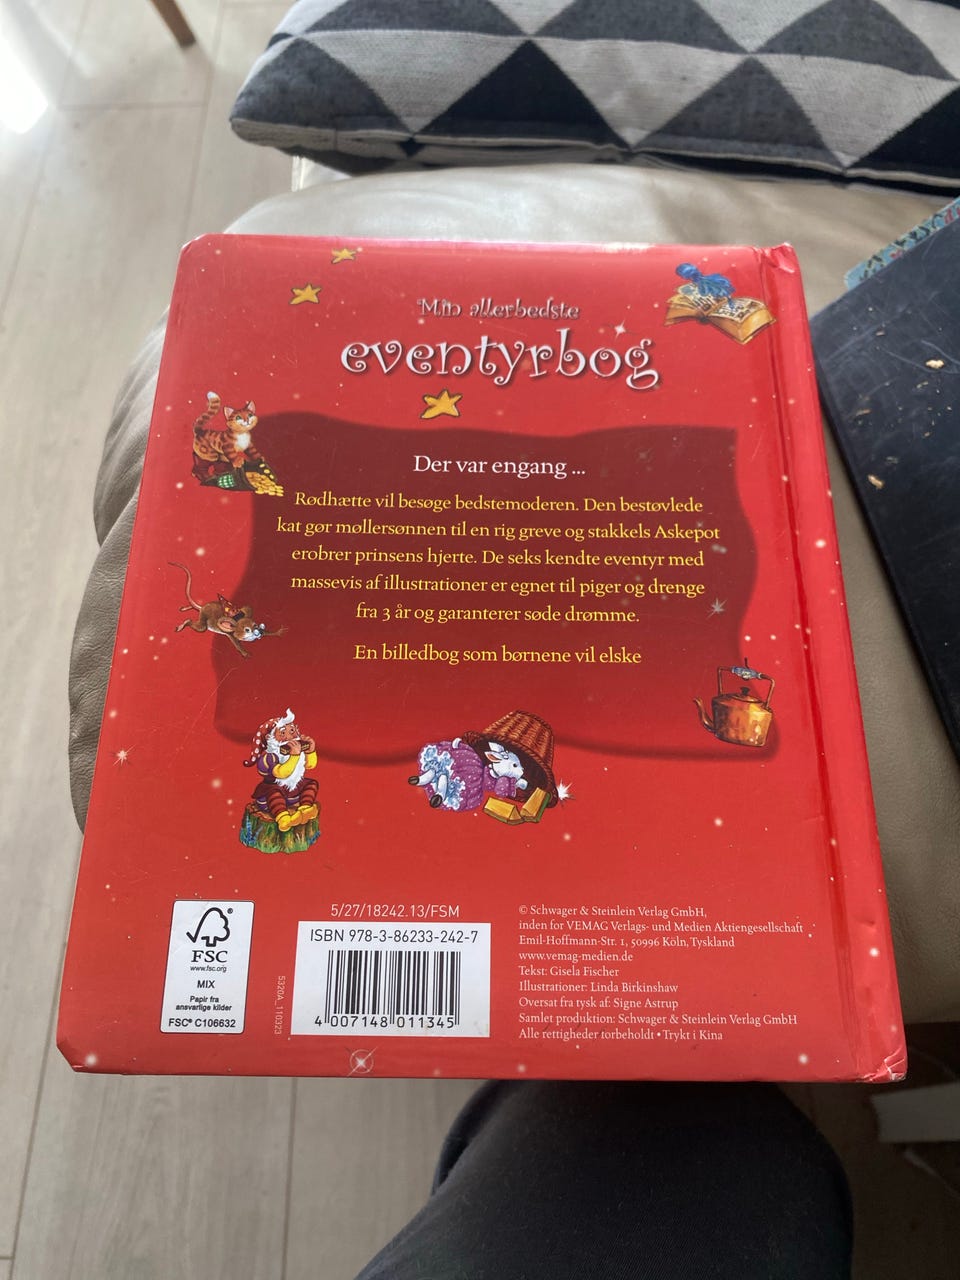 Min allerbedste
eventyrbog
Der var engang ...
Rødhætte vil besøge bedstemoderen. Den bestøvlede
kat gør møllersønnen til en rig greve og stakkels Askepot
erobrer prinsens hjerte. De seks kendte eventyr med
massevis af illustrationer er egnet til piger og drenge
fra 3 år og garanterer søde drømme.
En billedbog som børnene vil elske
FSC
www.fsc.org
MIX
Papir fra
ansvarlige kilder
FSC® C106632
5320A_110323
5/27/18242.13/FSM
ISBN 978-3-86233-242-7
4 007148 011345
© Schwager & Steinlein Verlag GmbH,
inden for VEMAG Verlags- und Medien Aktiengesellschaft
Emil-Hoffmann-Str. 1, 50996 Köln, Tyskland
www.vemag-medien.de
Tekst: Gisela Fischer
Illustrationer: Linda Birkinshaw
Oversat fra tysk af: Signe Astrup
Samlet produktion: Schwager & Steinlein Verlag GmbH
Alle rettigheder forbeholdt • Trykt i Kina